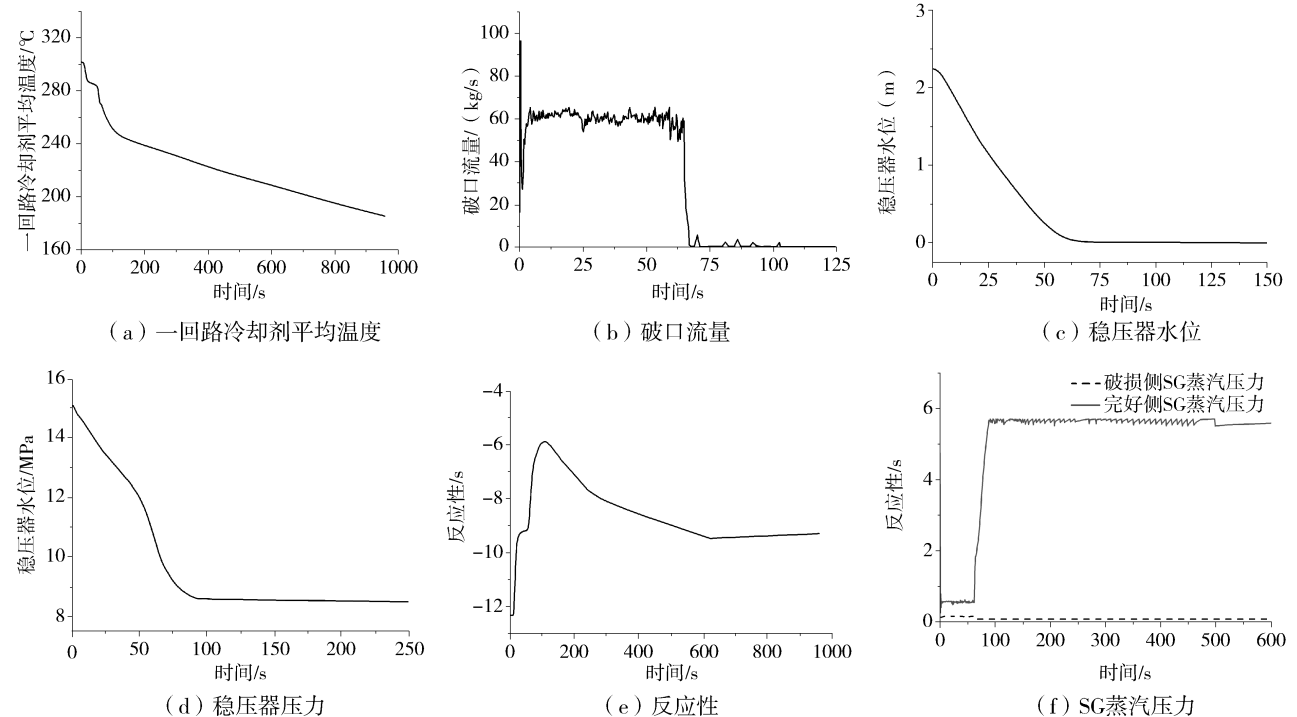 一回路冷却剂平均温度/℃
320
280
240
200
160
0 200 400 600 800 1000
时间/s
(a)一回路冷却剂平均温度
破口流量/(kg/s)
100
80
60
40
20
0
0 25 50 75 100 125
时间/s
(b)破口流量
稳压器水位(m)
3
2
1
0
0 25 50 75 100 125 150
时间/s
(c)稳压器水位
稳压器水位/MPa
16
14
12
10
8
0 50 100 150 200 250
时间/s
(d)稳压器压力
反应性/s
-4
-6
-8
-10
-12
0 200 400 600 800 1000
时间/s
(e)反应性
反应性/s
破损侧SG蒸汽压力
完好侧SG蒸汽压力
6
4
2
0
0 100 200 300 400 500 600
时间/s
(f)SG蒸汽压力